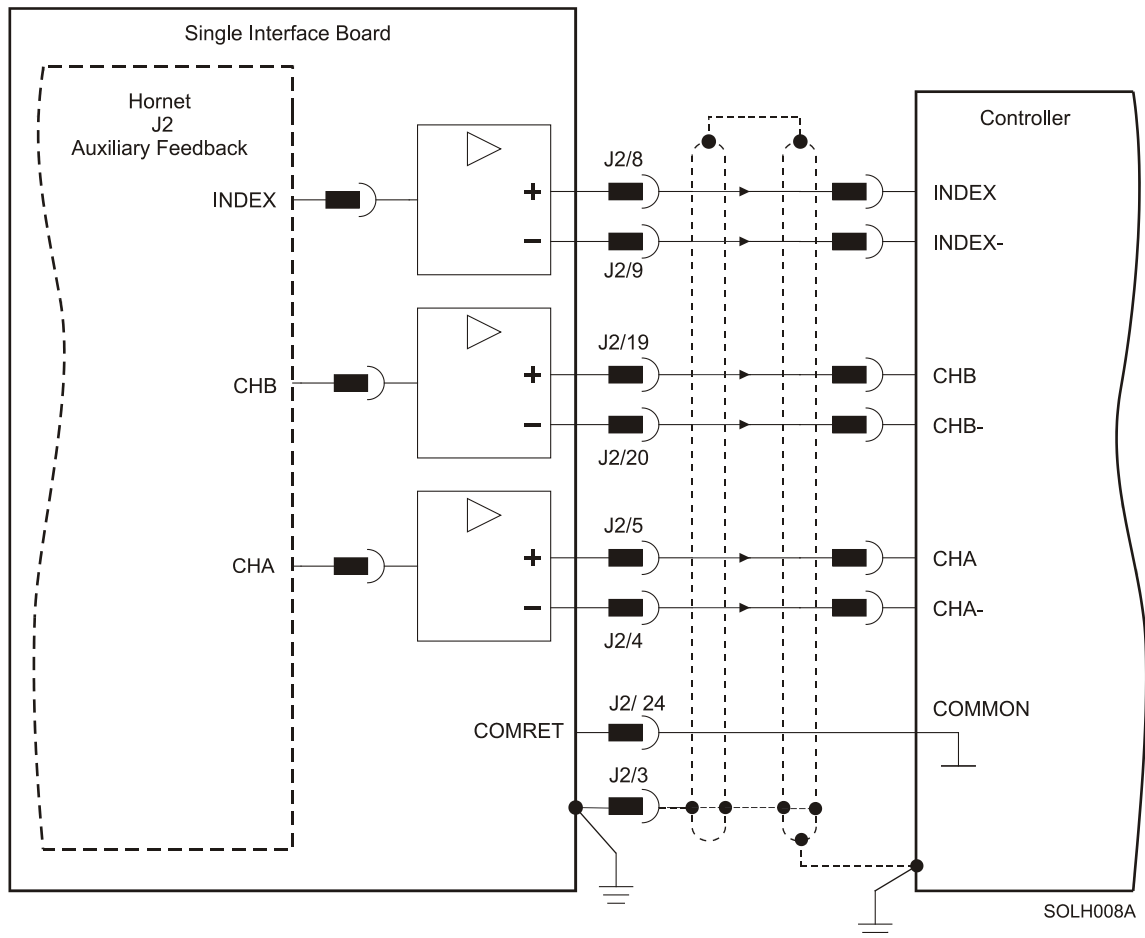 Single Interface Board
Hornet
J2
Auxiliary Feedback
Controller
INDEX
+
−
J2/8
J2/9
INDEX
INDEX-
CHB
+
−
J2/19
J2/20
CHB
CHB-
CHA
+
−
J2/5
J2/4
CHA
CHA-
COMRET
J2/ 24
COMMON
J2/3
SOLH008A